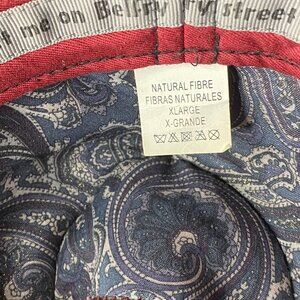 me on Belfry street
NATURAL FIBRE
FIBRAS NATURALES
XLARGE
X-GRANDE